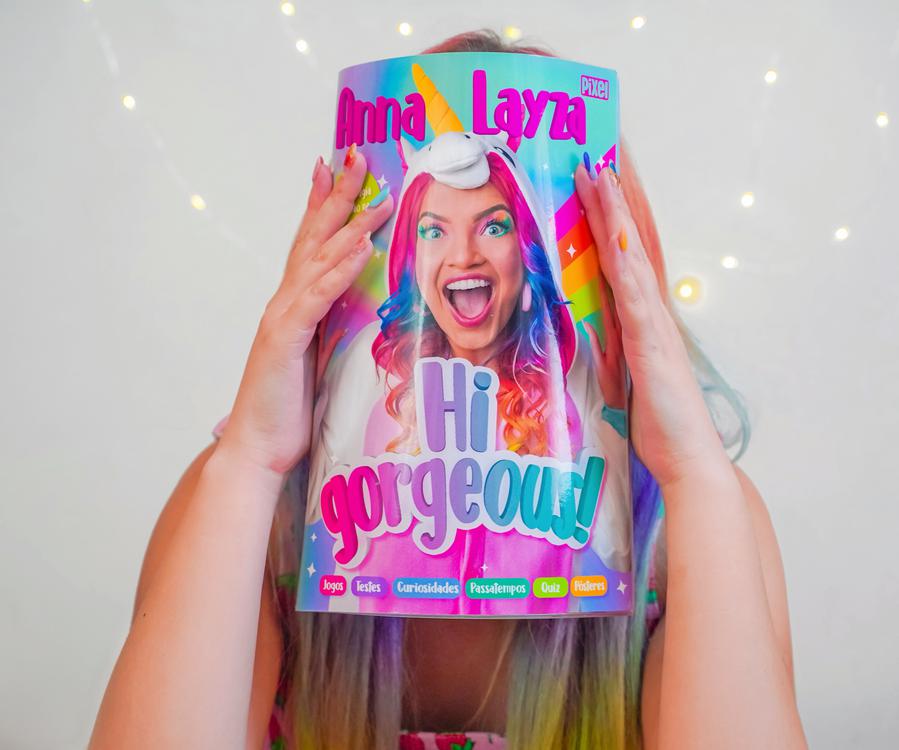 Anna Layza
Pixel
Hi
gorgeous!
Jogos Testes Curiosidades Passatempos Quiz Pôsteres